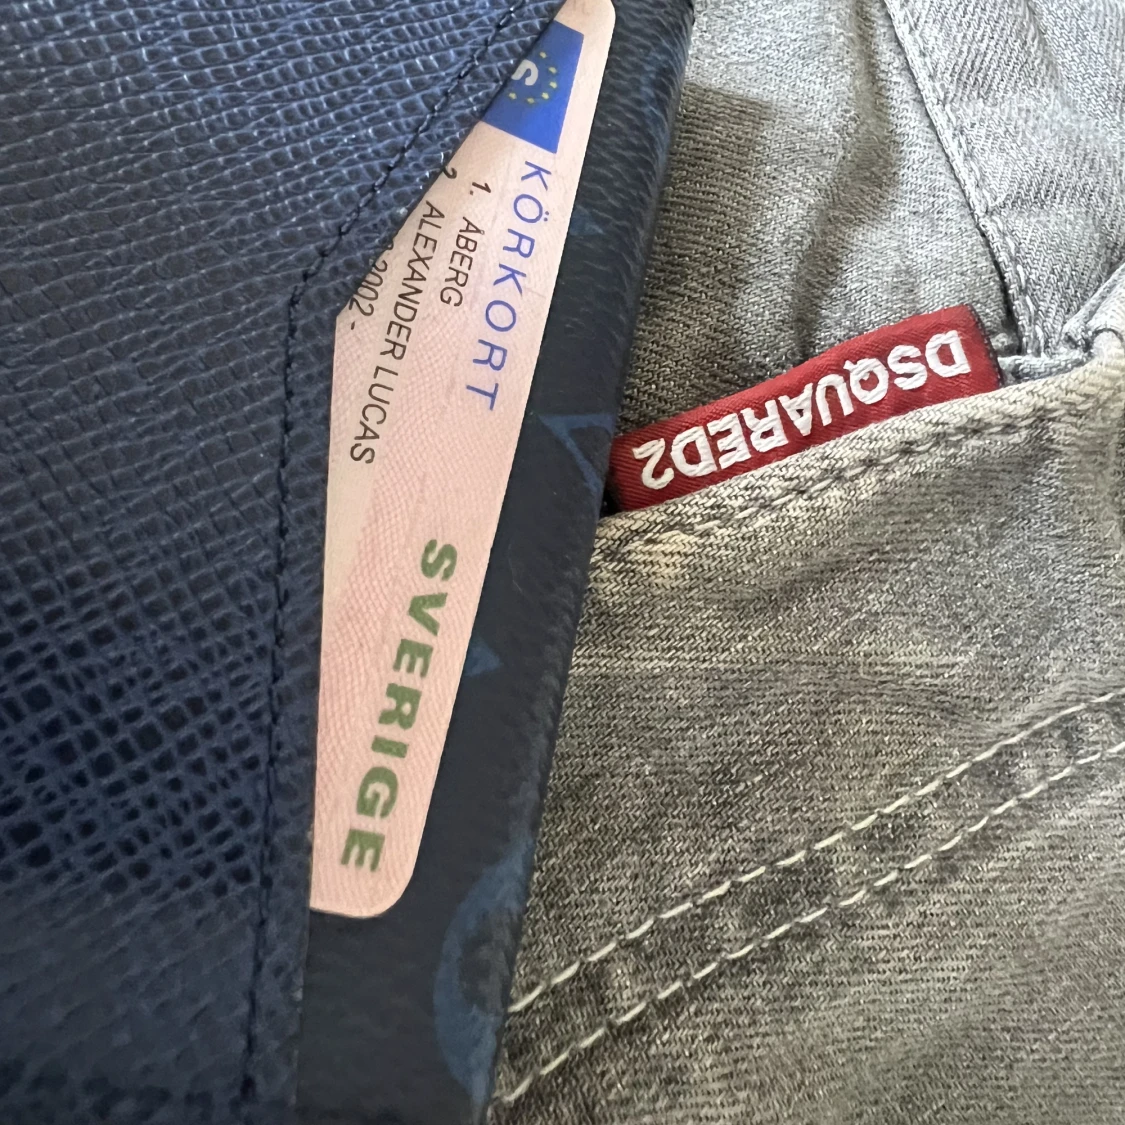 S
KÖRKORT
1. ÅBERG
2. ALEXANDER LUCAS
2002 -
SVERIGE
DSQUARED2